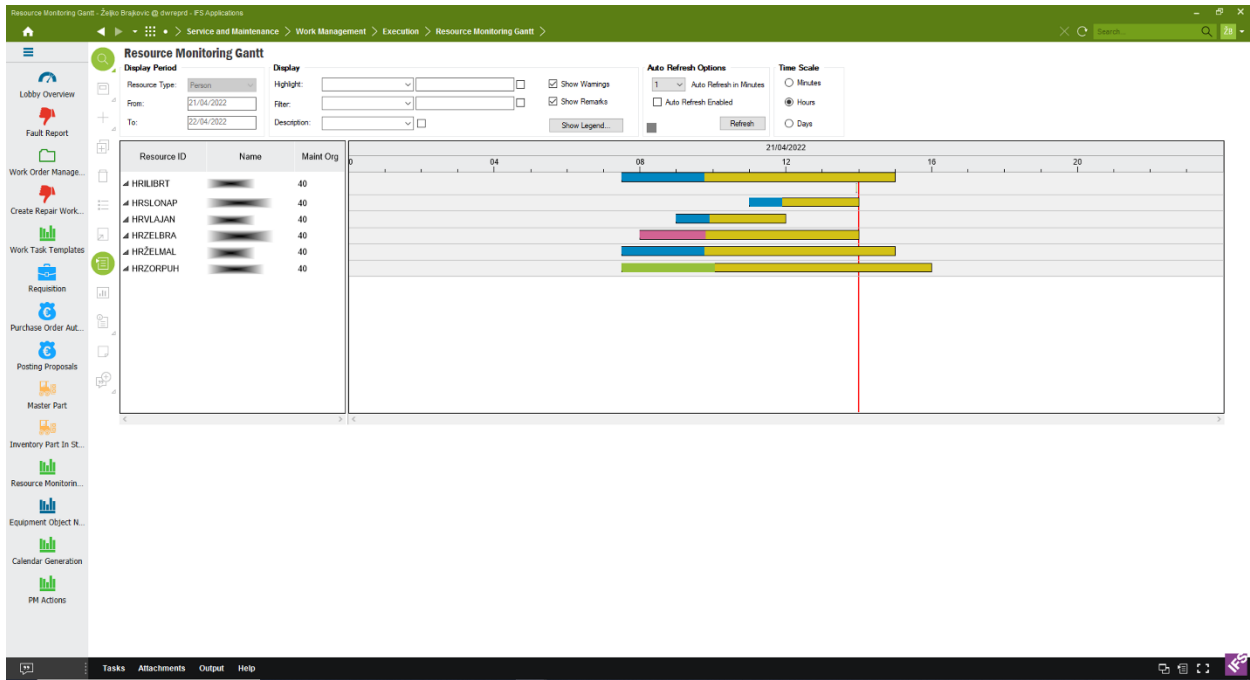 Resource Monitoring Gantt - Željko Brajkovic @ dwreprd - IFS Applications
Service and Maintenance > Work Management > Execution > Resource Monitoring Gantt >
Search...
ŽB
Lobby Overview
Fault Report
Work Order Manage...
Create Repair Work...
Work Task Templates
Requisition
Purchase Order Aut...
Posting Proposals
Master Part
Inventory Part In St...
Resource Monitorin...
Equipment Object N...
Calendar Generation
PM Actions
Resource Monitoring Gantt
Display Period
Resource Type: Person
From: 21/04/2022
To: 22/04/2022
Display
Highlight:
Filter:
Description:
Show Warnings
Show Remarks
Show Legend...
Auto Refresh Options
1 Auto Refresh in Minutes
Auto Refresh Enabled
Refresh
Time Scale
Minutes
Hours
Days
Resource ID Name Maint Org
21/04/2022
0 04 08 12 16 20
HRILIBRT 40
HRSLONAP 40
HRVLAJAN 40
HRZELBRA 40
HRŽELMAL 40
HRZORPUH 40
Tasks Attachments Output Help
IFS